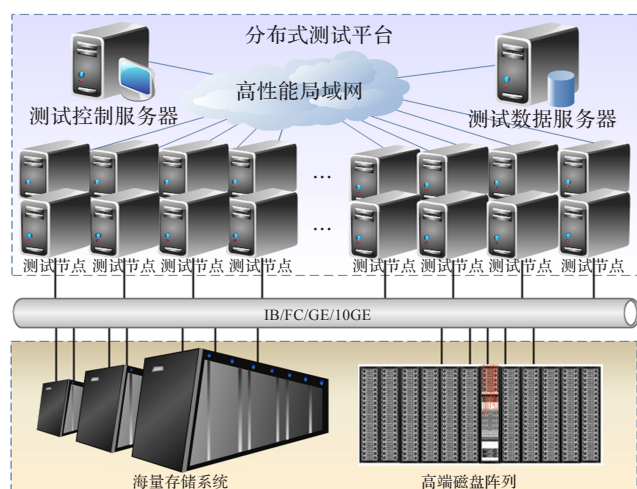 分布式测试平台
高性能局域网
测试控制服务器
测试数据服务器
...
...
测试节点 测试节点 测试节点 测试节点 测试节点 测试节点 测试节点 测试节点
IB/FC/GE/10GE
海量存储系统
高端磁盘阵列